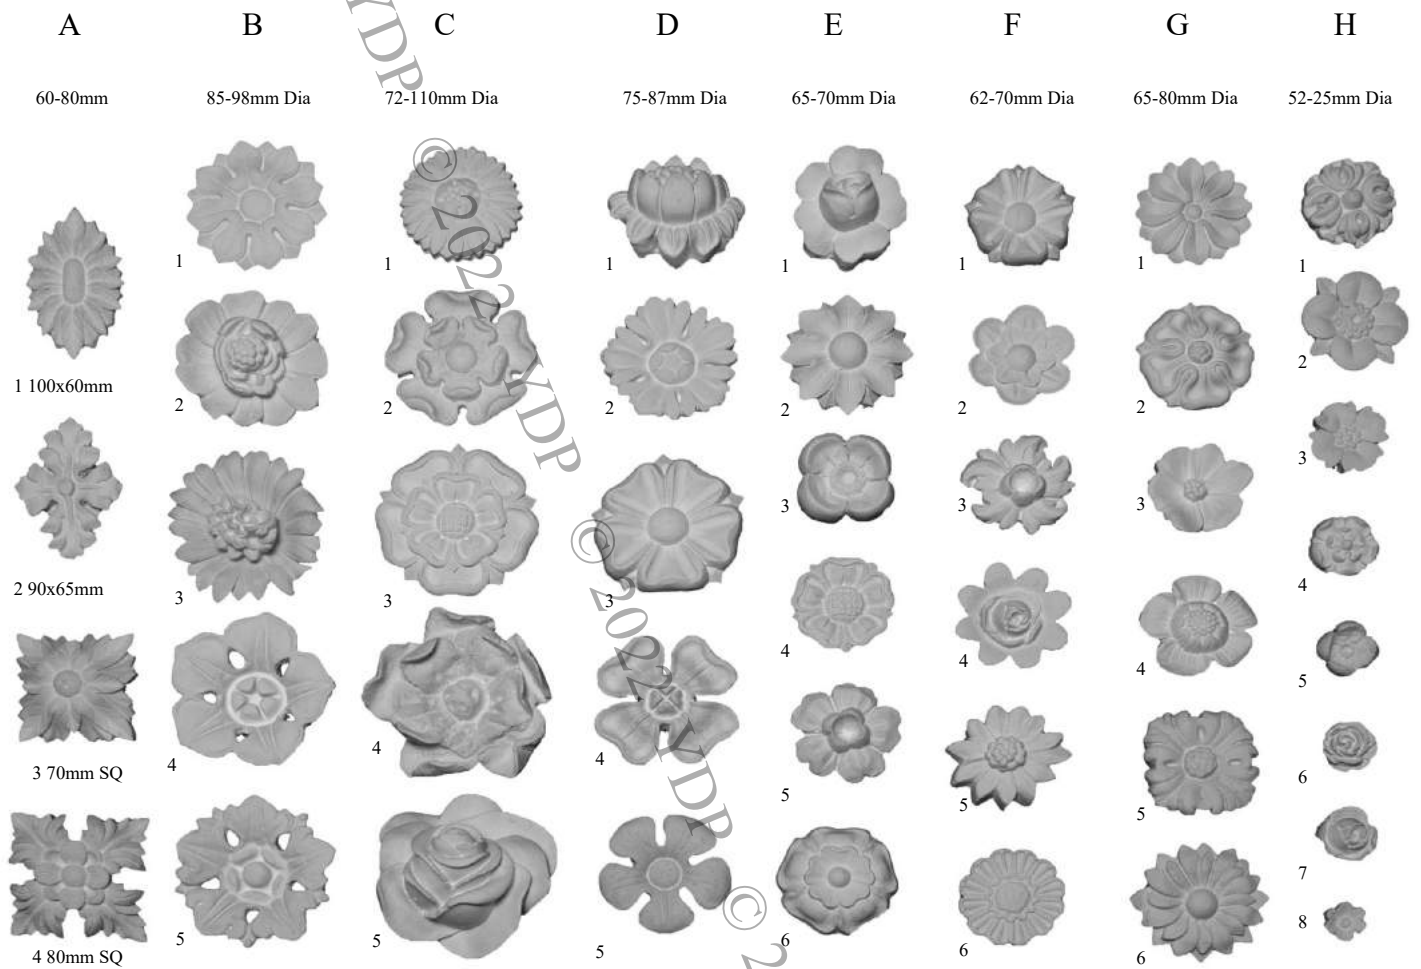 A B C D E F G H
60-80mm 85-98mm Dia 72-110mm Dia 75-87mm Dia 65-70mm Dia 62-70mm Dia 65-80mm Dia 52-25mm Dia
1 1 1 1 1 1 1
1 100x60mm
2 2 2 2 2 2 2
3 3 3
2 90x65mm
3 3 3 4
4 4 4 5
3 70mm SQ
4 4 4 6
5 5 5 7
4 80mm SQ
5 5 5 6 6 6 8
YDP
© 2022 YDP
© 2022 YDP
© 2